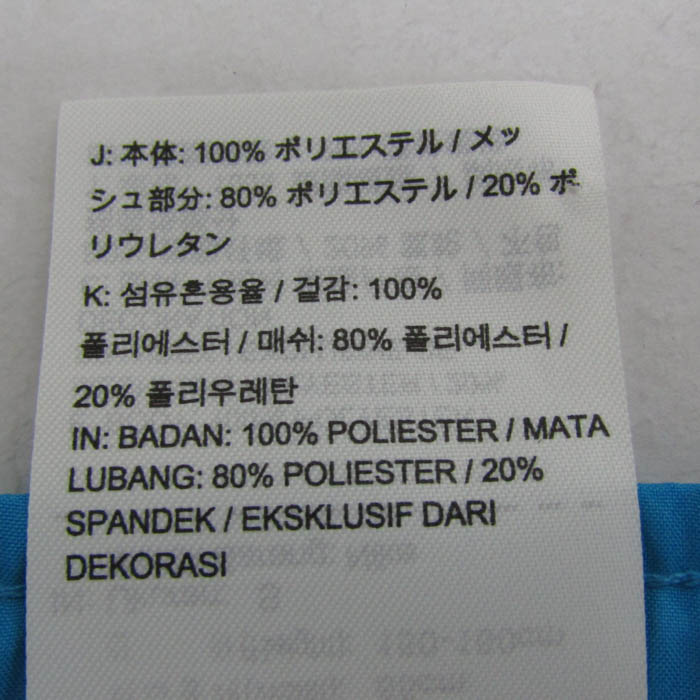 J: 本体: 100% ポリエステル / メッ
シュ部分: 80% ポリエステル / 20% ポ
リウレタン
K: 섬유혼용율 / 겉감: 100%
폴리에스터 / 매쉬: 80% 폴리에스터 /
20% 폴리우레탄
IN: BADAN: 100% POLIESTER / MATA
LUBANG: 80% POLIESTER / 20%
SPANDEK / EKSKLUSIF DARI
DEKORASI